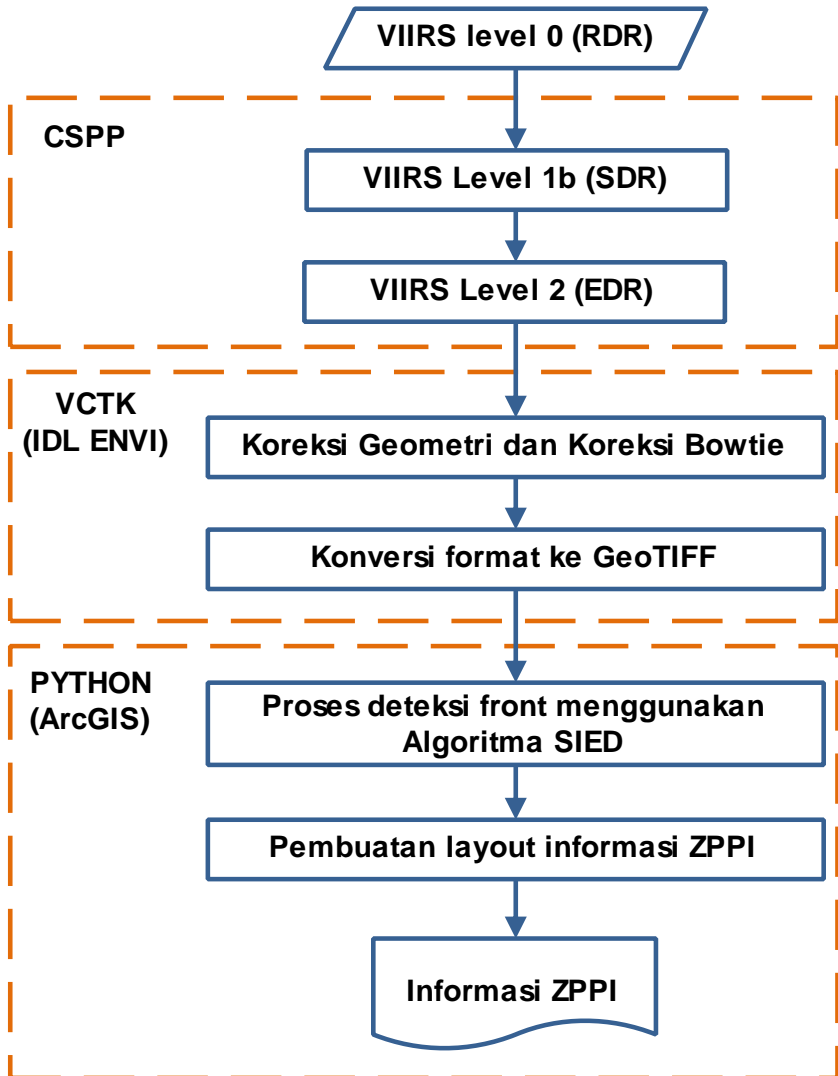 VIIRS level 0 (RDR)
CSPP
VIIRS Level 1b (SDR)
VIIRS Level 2 (EDR)
VCTK
(IDL ENVI)
Koreksi Geometri dan Koreksi Bowtie
Konversi format ke GeoTIFF
PYTHON
(ArcGIS)
Proses deteksi front menggunakan
Algoritma SIED
Pembuatan layout informasi ZPPI
Informasi ZPPI